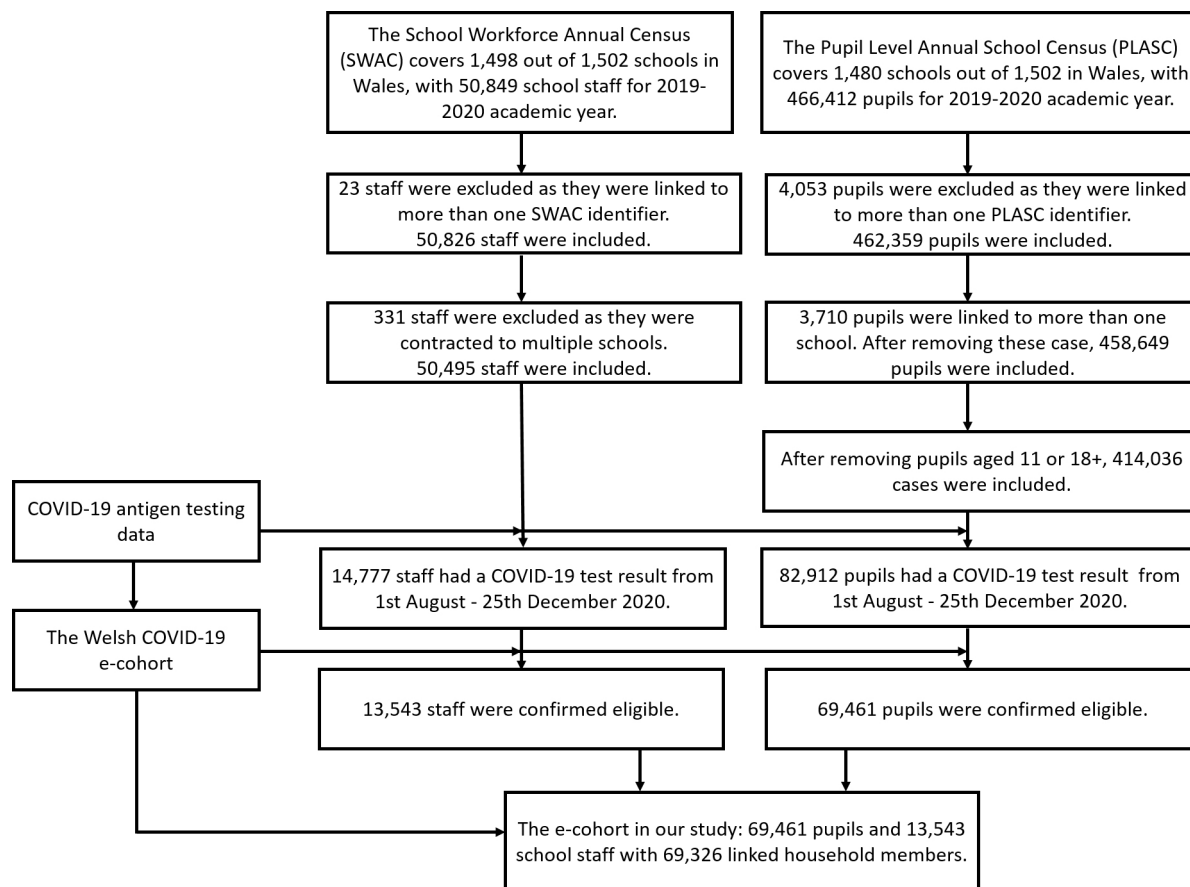 The School Workforce Annual Census
(SWAC) covers 1,498 out of 1,502 schools in
Wales, with 50,849 school staff for 2019-
2020 academic year.
The Pupil Level Annual School Census (PLASC)
covers 1,480 schools out of 1,502 in Wales, with
466,412 pupils for 2019-2020 academic year.
23 staff were excluded as they were linked to
more than one SWAC identifier.
50,826 staff were included.
4,053 pupils were excluded as they were linked
to more than one PLASC identifier.
462,359 pupils were included.
331 staff were excluded as they were
contracted to multiple schools.
50,495 staff were included.
3,710 pupils were linked to more than one
school. After removing these case, 458,649
pupils were included.
After removing pupils aged 11 or 18+, 414,036
cases were included.
COVID-19 antigen testing
data
14,777 staff had a COVID-19 test result from
1st August - 25th December 2020.
82,912 pupils had a COVID-19 test result from
1st August - 25th December 2020.
The Welsh COVID-19
e-cohort
13,543 staff were confirmed eligible.
69,461 pupils were confirmed eligible.
The e-cohort in our study: 69,461 pupils and 13,543
school staff with 69,326 linked household members.